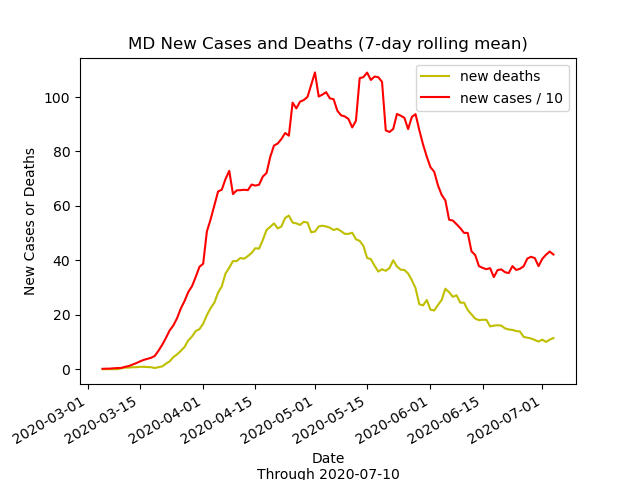 MD New Cases and Deaths (7-day rolling mean)
new deaths
new cases / 10
New Cases or Deaths
100
80
60
40
20
0
2020-03-01
2020-03-15
2020-04-01
2020-04-15
2020-05-01
2020-05-15
2020-06-01
2020-06-15
2020-07-01
Date
Through 2020-07-10